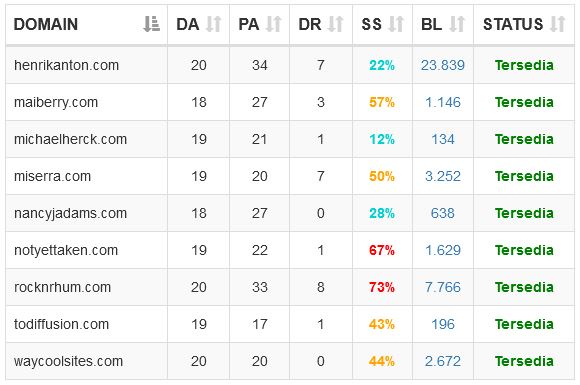 DOMAIN DA PA DR SS BL STATUS
henrikanton.com 20 34 7 22% 23.839 Tersedia
maiberry.com 18 27 3 57% 1.146 Tersedia
michaelherck.com 19 21 1 12% 134 Tersedia
miserra.com 19 20 7 50% 3.252 Tersedia
nancyjadams.com 18 27 0 28% 638 Tersedia
notyettaken.com 19 22 1 67% 1.629 Tersedia
rocknrhum.com 20 33 8 73% 7.766 Tersedia
todiffusion.com 19 17 1 43% 196 Tersedia
waycoolsites.com 20 20 0 44% 2.672 Tersedia